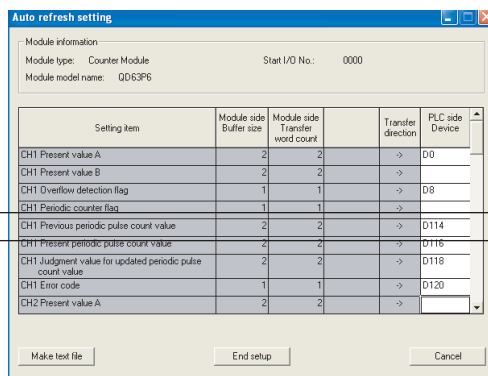 Auto refresh setting
Module information
Module type: Counter Module Start I/O No.: 0000
Module model name: QD63P6
Setting item Module side Buffer size Module side Transfer word count Transfer direction PLC side Device
CH1 Present value A 2 2 -> D0
CH1 Present value B 2 2 ->
CH1 Overflow detection flag 1 1 -> D8
CH1 Periodic counter flag 1 1 ->
CH1 Previous periodic pulse count value 2 2 -> D114
CH1 Present periodic pulse count value 2 2 -> D116
CH1 Judgment value for updated periodic pulse count value 2 2 -> D118
CH1 Error code 1 1 -> D120
CH2 Present value A 2 2 ->
Make text file End setup Cancel